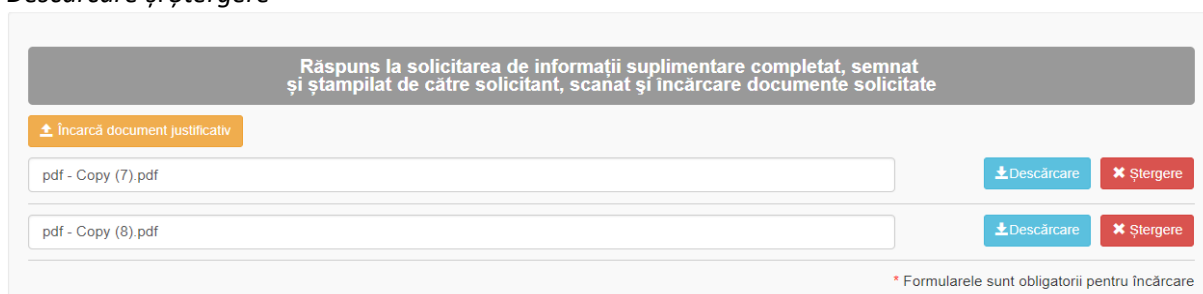 Descărcare și Ștergere
Răspuns la solicitarea de informații suplimentare completat, semnat
și ștampilat de către solicitant, scanat şi încărcare documente solicitate
Încarcă document justificativ
pdf - Copy (7).pdf
Descărcare
Ștergere
pdf - Copy (8).pdf
Descărcare
Ștergere
* Formularele sunt obligatorii pentru încărcare